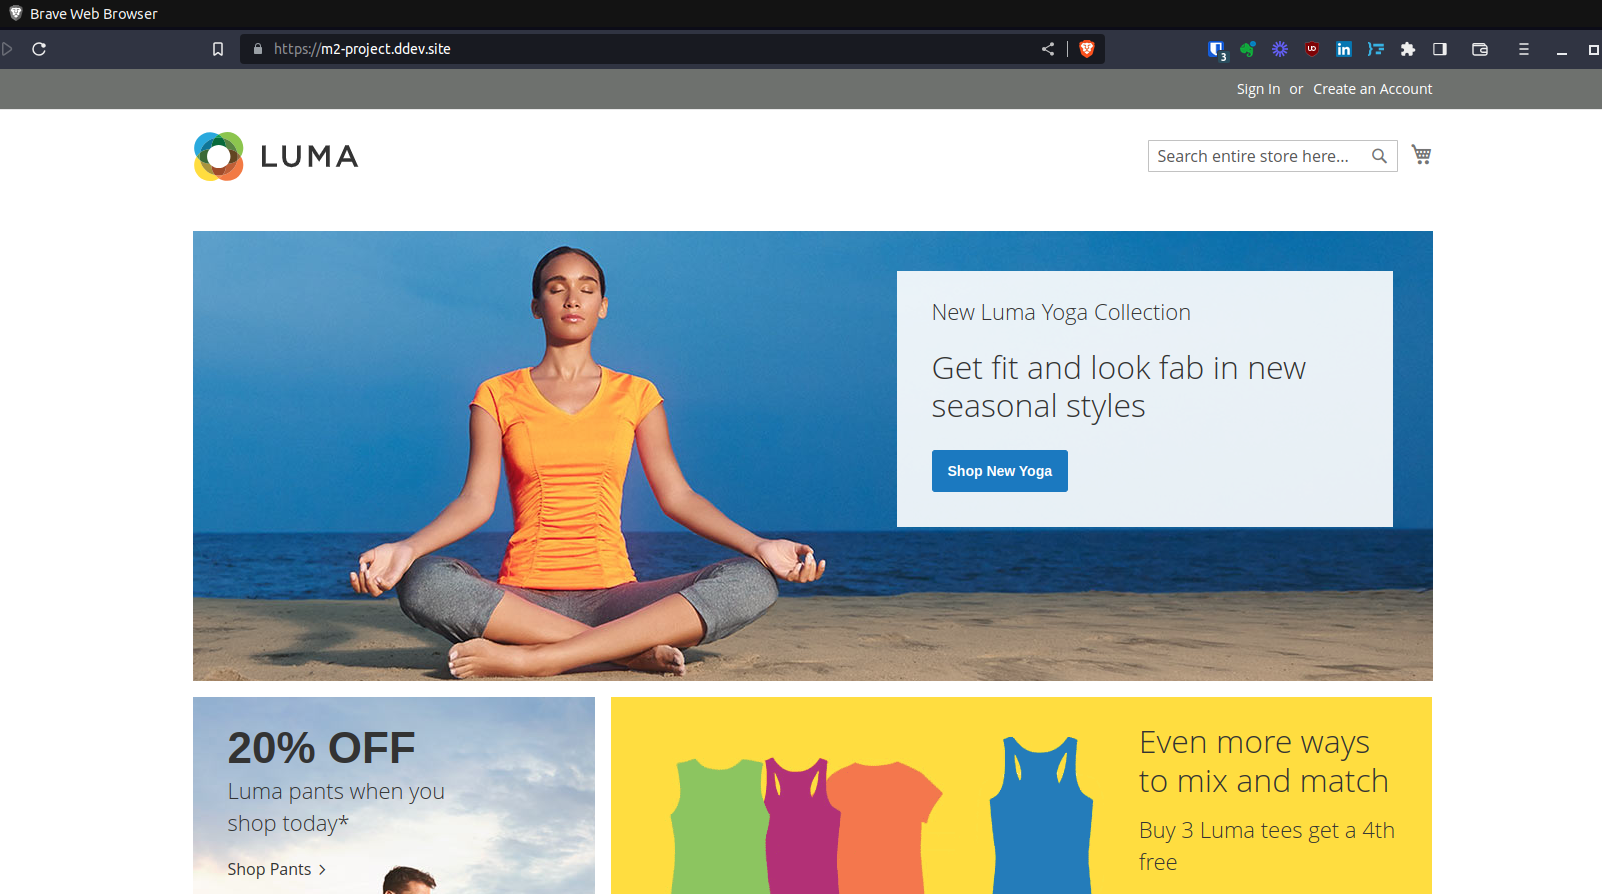 Brave Web Browser
https://m2-project.ddev.site
3
UD
in
Sign In or Create an Account
LUMA
Search entire store here...
New Luma Yoga Collection
Get fit and look fab in new
seasonal styles
Shop New Yoga
20% OFF
Luma pants when you
shop today*
Shop Pants >
Even more ways
to mix and match
Buy 3 Luma tees get a 4th
free